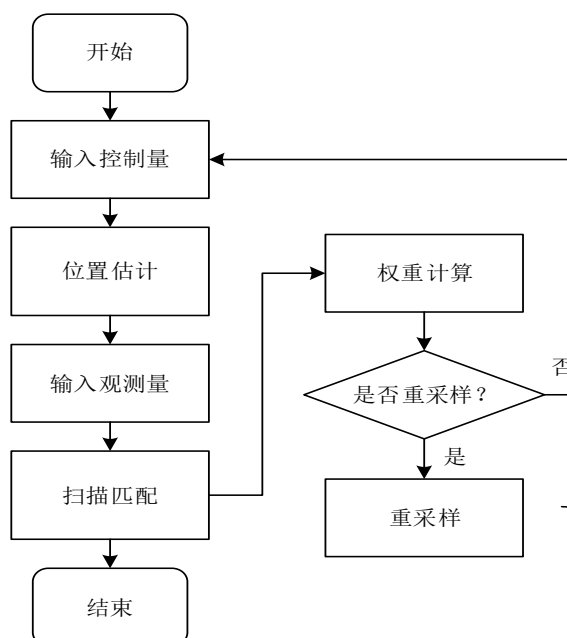 开始
输入控制量
位置估计
输入观测量
扫描匹配
结束
权重计算
是否重采样？
否
是
重采样